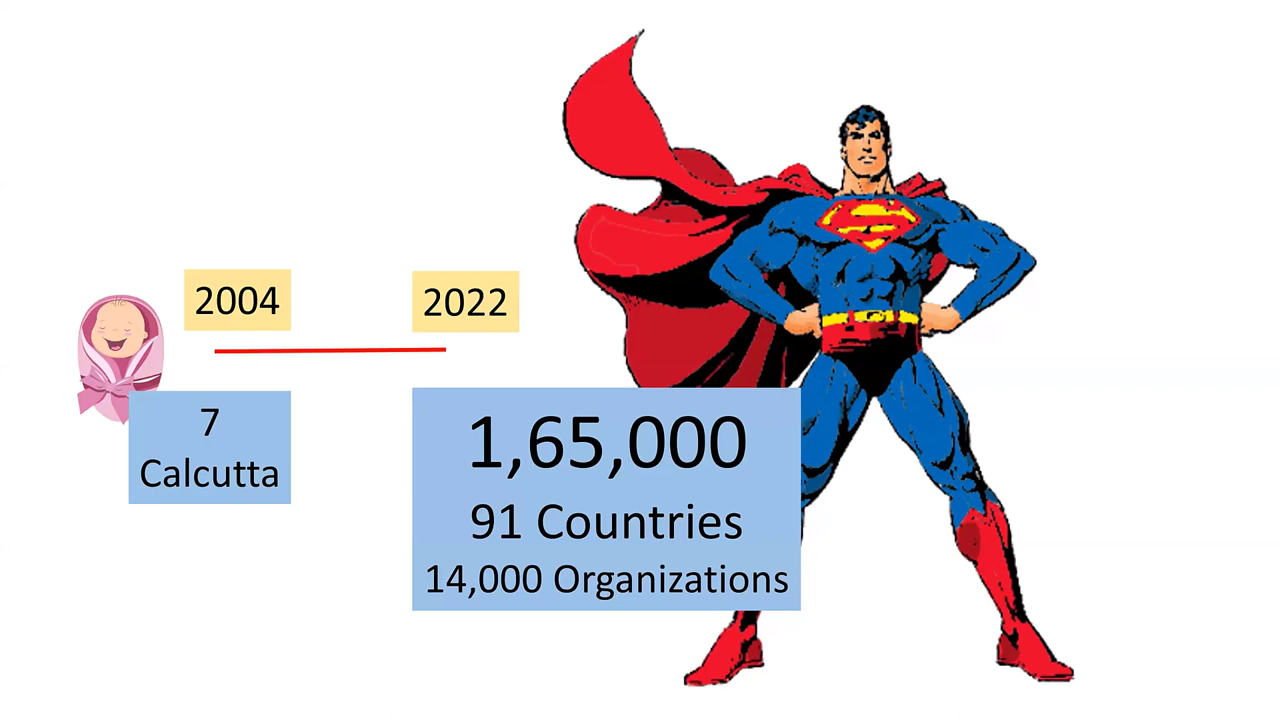 2004
2022
7
Calcutta
1,65,000
91 Countries
14,000 Organizations